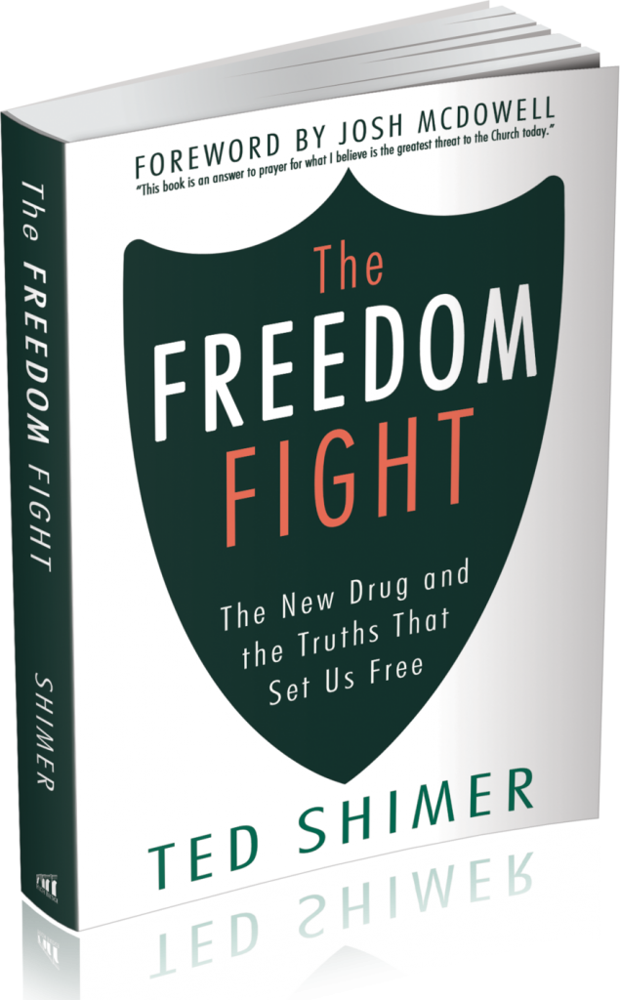 FOREWORD BY JOSH MCDOWELL
"This book is an answer to prayer for what I believe is the greatest threat to the Church today."
The
FREEDOM
FIGHT
The New Drug and
the Truths That
Set Us Free
TED SHIMER
The FREEDOM FIGHT
SHIMER